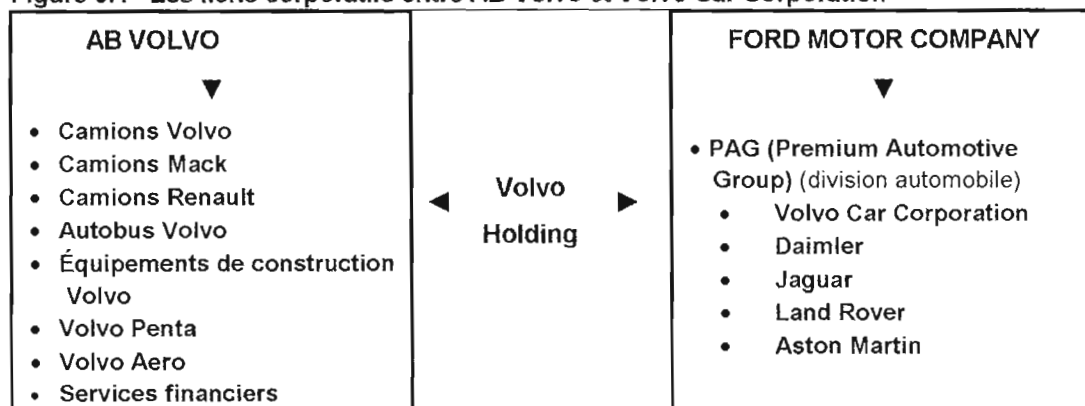 AB VOLVO
▼
• Camions Volvo
• Camions Mack
• Camions Renault
• Autobus Volvo
• Équipements de construction
Volvo
• Volvo Penta
• Volvo Aero
• Services financiers
◄ Volvo ►
Holding
FORD MOTOR COMPANY
▼
• PAG (Premium Automotive
Group) (division automobile)
• Volvo Car Corporation
• Daimler
• Jaguar
• Land Rover
• Aston Martin